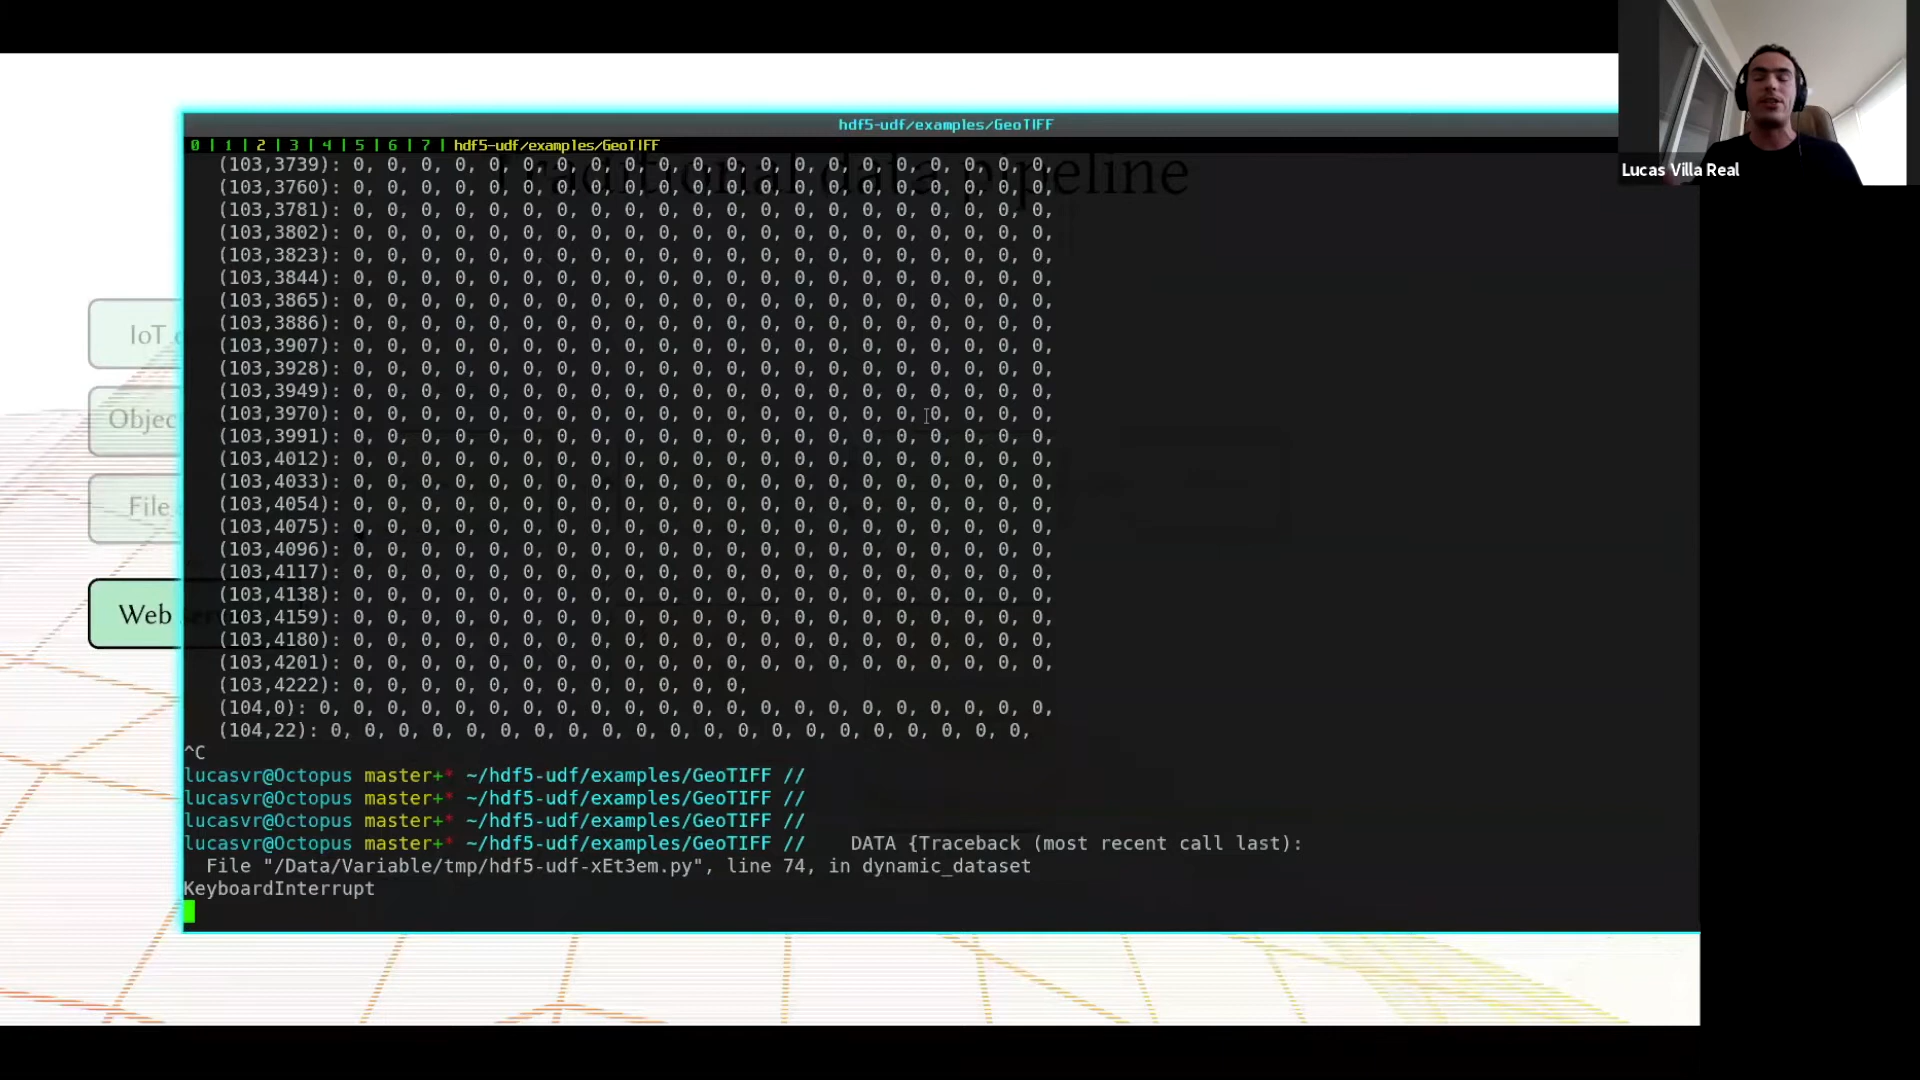 hdf5-udf/examples/GeoTIFF
0 | 1 | 2 | 3 | 4 | 5 | 6 | 7 | hdf5-udf/examples/GeoTIFF
Traditional data pipeline
Lucas Villa Real
(103,3739): 0, 0, 0, 0, 0, 0, 0, 0, 0, 0, 0, 0, 0, 0, 0, 0, 0, 0, 0, 0, 0,
(103,3760): 0, 0, 0, 0, 0, 0, 0, 0, 0, 0, 0, 0, 0, 0, 0, 0, 0, 0, 0, 0, 0,
(103,3781): 0, 0, 0, 0, 0, 0, 0, 0, 0, 0, 0, 0, 0, 0, 0, 0, 0, 0, 0, 0, 0,
(103,3802): 0, 0, 0, 0, 0, 0, 0, 0, 0, 0, 0, 0, 0, 0, 0, 0, 0, 0, 0, 0, 0,
(103,3823): 0, 0, 0, 0, 0, 0, 0, 0, 0, 0, 0, 0, 0, 0, 0, 0, 0, 0, 0, 0, 0,
(103,3844): 0, 0, 0, 0, 0, 0, 0, 0, 0, 0, 0, 0, 0, 0, 0, 0, 0, 0, 0, 0, 0,
(103,3865): 0, 0, 0, 0, 0, 0, 0, 0, 0, 0, 0, 0, 0, 0, 0, 0, 0, 0, 0, 0, 0,
(103,3886): 0, 0, 0, 0, 0, 0, 0, 0, 0, 0, 0, 0, 0, 0, 0, 0, 0, 0, 0, 0, 0,
IoT
(103,3907): 0, 0, 0, 0, 0, 0, 0, 0, 0, 0, 0, 0, 0, 0, 0, 0, 0, 0, 0, 0, 0,
(103,3928): 0, 0, 0, 0, 0, 0, 0, 0, 0, 0, 0, 0, 0, 0, 0, 0, 0, 0, 0, 0, 0,
(103,3949): 0, 0, 0, 0, 0, 0, 0, 0, 0, 0, 0, 0, 0, 0, 0, 0, 0, 0, 0, 0, 0,
(103,3970): 0, 0, 0, 0, 0, 0, 0, 0, 0, 0, 0, 0, 0, 0, 0, 0, 0, 0, 0, 0, 0,
Objec
(103,3991): 0, 0, 0, 0, 0, 0, 0, 0, 0, 0, 0, 0, 0, 0, 0, 0, 0, 0, 0, 0, 0,
(103,4012): 0, 0, 0, 0, 0, 0, 0, 0, 0, 0, 0, 0, 0, 0, 0, 0, 0, 0, 0, 0, 0,
(103,4033): 0, 0, 0, 0, 0, 0, 0, 0, 0, 0, 0, 0, 0, 0, 0, 0, 0, 0, 0, 0, 0,
(103,4054): 0, 0, 0, 0, 0, 0, 0, 0, 0, 0, 0, 0, 0, 0, 0, 0, 0, 0, 0, 0, 0,
File
(103,4075): 0, 0, 0, 0, 0, 0, 0, 0, 0, 0, 0, 0, 0, 0, 0, 0, 0, 0, 0, 0, 0,
(103,4096): 0, 0, 0, 0, 0, 0, 0, 0, 0, 0, 0, 0, 0, 0, 0, 0, 0, 0, 0, 0, 0,
(103,4117): 0, 0, 0, 0, 0, 0, 0, 0, 0, 0, 0, 0, 0, 0, 0, 0, 0, 0, 0, 0, 0,
(103,4138): 0, 0, 0, 0, 0, 0, 0, 0, 0, 0, 0, 0, 0, 0, 0, 0, 0, 0, 0, 0, 0,
Web
(103,4159): 0, 0, 0, 0, 0, 0, 0, 0, 0, 0, 0, 0, 0, 0, 0, 0, 0, 0, 0, 0, 0,
(103,4180): 0, 0, 0, 0, 0, 0, 0, 0, 0, 0, 0, 0, 0, 0, 0, 0, 0, 0, 0, 0, 0,
(103,4201): 0, 0, 0, 0, 0, 0, 0, 0, 0, 0, 0, 0, 0, 0, 0, 0, 0, 0, 0, 0, 0,
(103,4222): 0, 0, 0, 0, 0, 0, 0, 0, 0, 0, 0, 0,
(104,0): 0, 0, 0, 0, 0, 0, 0, 0, 0, 0, 0, 0, 0, 0, 0, 0, 0, 0, 0, 0, 0, 0,
(104,22): 0, 0, 0, 0, 0, 0, 0, 0, 0, 0, 0, 0, 0, 0, 0, 0, 0, 0, 0, 0, 0,
^C
lucasvr@Octopus master+* ~/hdf5-udf/examples/GeoTIFF //
lucasvr@Octopus master+* ~/hdf5-udf/examples/GeoTIFF //
lucasvr@Octopus master+* ~/hdf5-udf/examples/GeoTIFF //
lucasvr@Octopus master+* ~/hdf5-udf/examples/GeoTIFF // DATA {Traceback (most recent call last):
File "/Data/Variable/tmp/hdf5-udf-xEt3em.py", line 74, in dynamic_dataset
KeyboardInterrupt